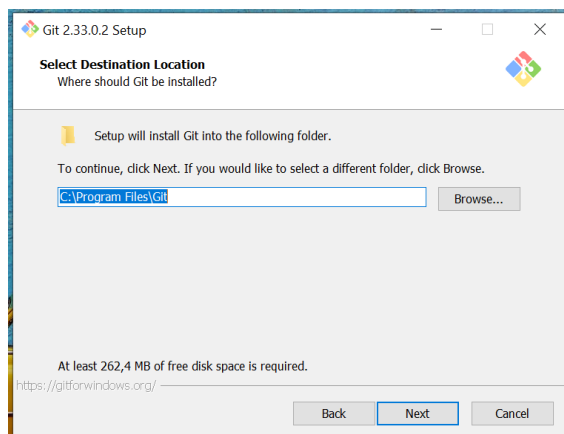 Git 2.33.0.2 Setup
Select Destination Location
Where should Git be installed?
Setup will install Git into the following folder.
To continue, click Next. If you would like to select a different folder, click Browse.
C:\Program Files\Git
Browse...
At least 262,4 MB of free disk space is required.
https://gitforwindows.org/
Back Next Cancel